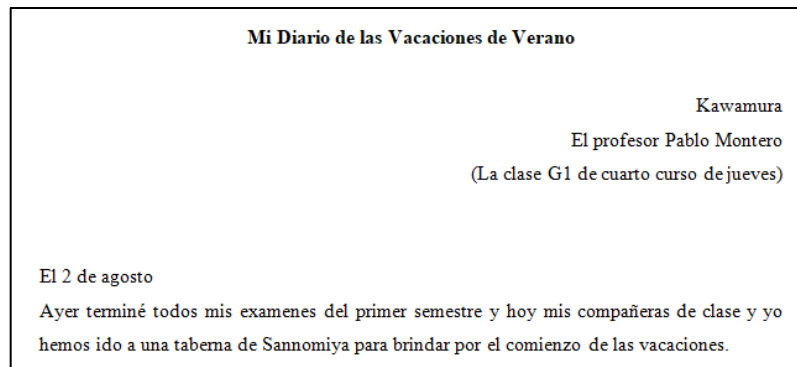 Mi Diario de las Vacaciones de Verano
Kawamura
El profesor Pablo Montero
(La clase G1 de cuarto curso de jueves)
El 2 de agosto
Ayer terminé todos mis examenes del primer semestre y hoy mis compañeras de clase y yo
hemos ido a una taberna de Sannomiya para brindar por el comienzo de las vacaciones.